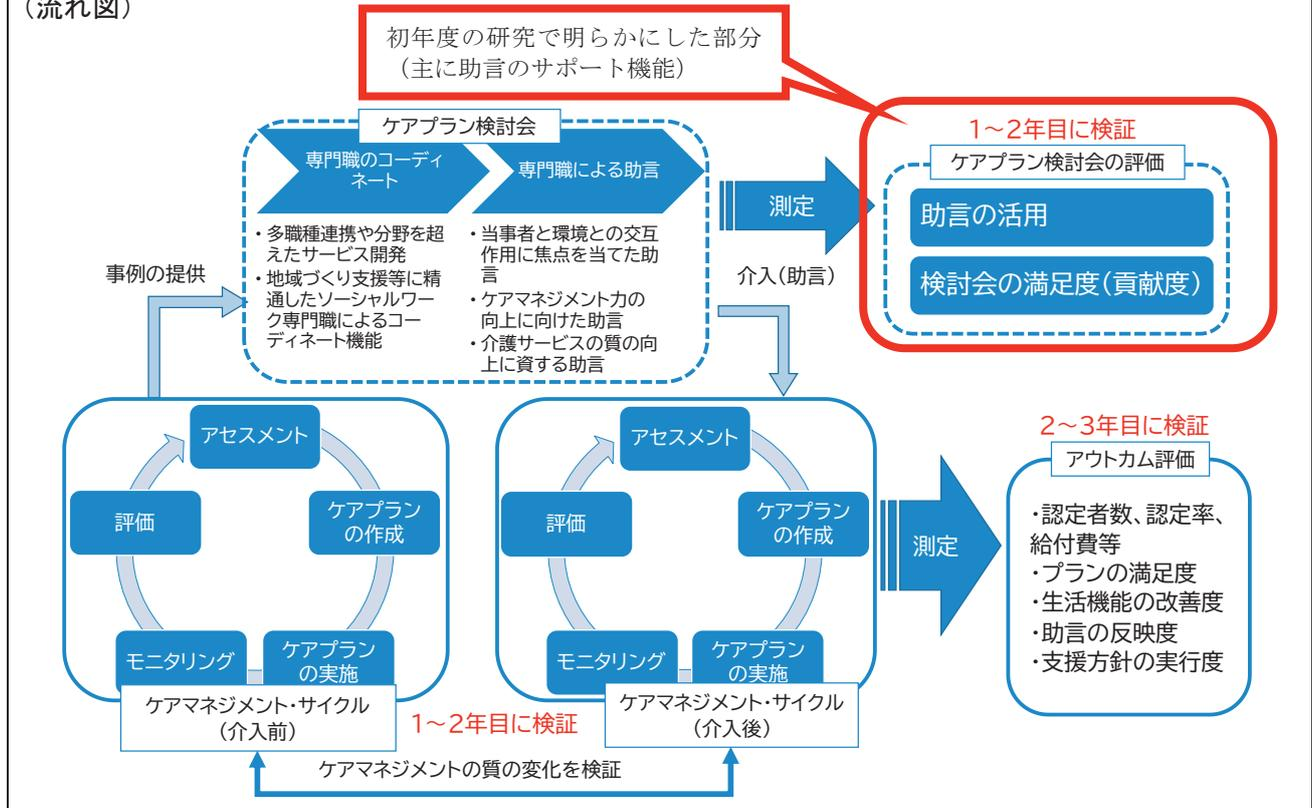 （流れ図）
初年度の研究で明らかにした部分
（主に助言のサポート機能）
ケアプラン検討会
専門職のコーディ
ネート
専門職による助言
・多職種連携や分野を超
えたサービス開発
・地域づくり支援等に精
通したソーシャルワー
ク専門職によるコー
ディネート機能
・当事者と環境との交互
作用に焦点を当てた助
言
・ケアマネジメント力の
向上に向けた助言
・介護サービスの質の向
上に資する助言
測定
1～2年目に検証
ケアプラン検討会の評価
助言の活用
検討会の満足度（貢献度）
事例の提供
介入（助言）
アセスメント
ケアプラン
の作成
ケアプラン
の実施
モニタリング
評価
ケアマネジメント・サイクル
（介入前）
アセスメント
ケアプラン
の作成
ケアプラン
の実施
モニタリング
評価
ケアマネジメント・サイクル
（介入後）
1～2年目に検証
ケアマネジメントの質の変化を検証
測定
2～3年目に検証
アウトカム評価
・認定者数、認定率、
給付費等
・プランの満足度
・生活機能の改善度
・助言の反映度
・支援方針の実行度